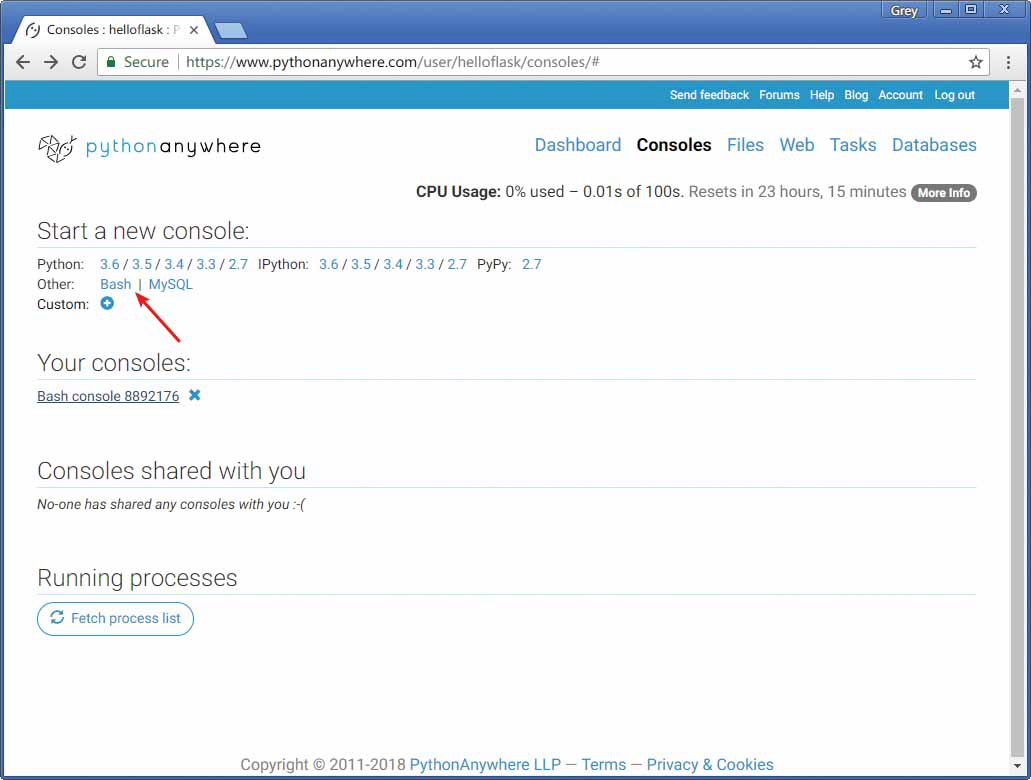 Grey
Consoles : helloflask : P
Secure https://www.pythonanywhere.com/user/helloflask/consoles/#
Send feedback Forums Help Blog Account Log out
pythonanywhere
Dashboard Consoles Files Web Tasks Databases
CPU Usage: 0% used – 0.01s of 100s. Resets in 23 hours, 15 minutes More Info
Start a new console:
Python: 3.6 / 3.5 / 3.4 / 3.3 / 2.7 IPython: 3.6 / 3.5 / 3.4 / 3.3 / 2.7 PyPy: 2.7
Other: Bash | MySQL
Custom:
Your consoles:
Bash console 8892176
Consoles shared with you
No-one has shared any consoles with you :-(
Running processes
Fetch process list
Copyright © 2011-2018 PythonAnywhere LLP — Terms — Privacy & Cookies